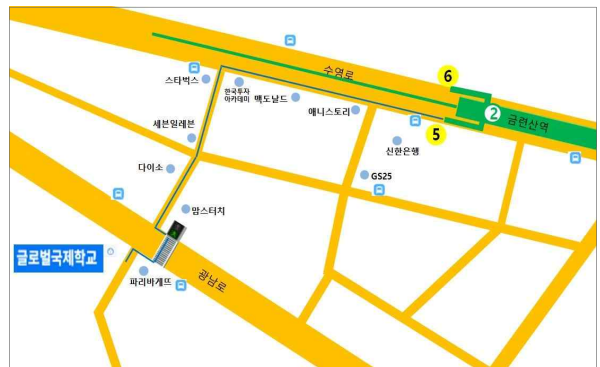 수영로
6
스타벅스
한국투자
아카데미
맥도날드
애니스토리
2
금련산역
5
세븐일레븐
신한은행
다이소
GS25
맘스터치
글로벌국제학교
파리바게뜨
광남로